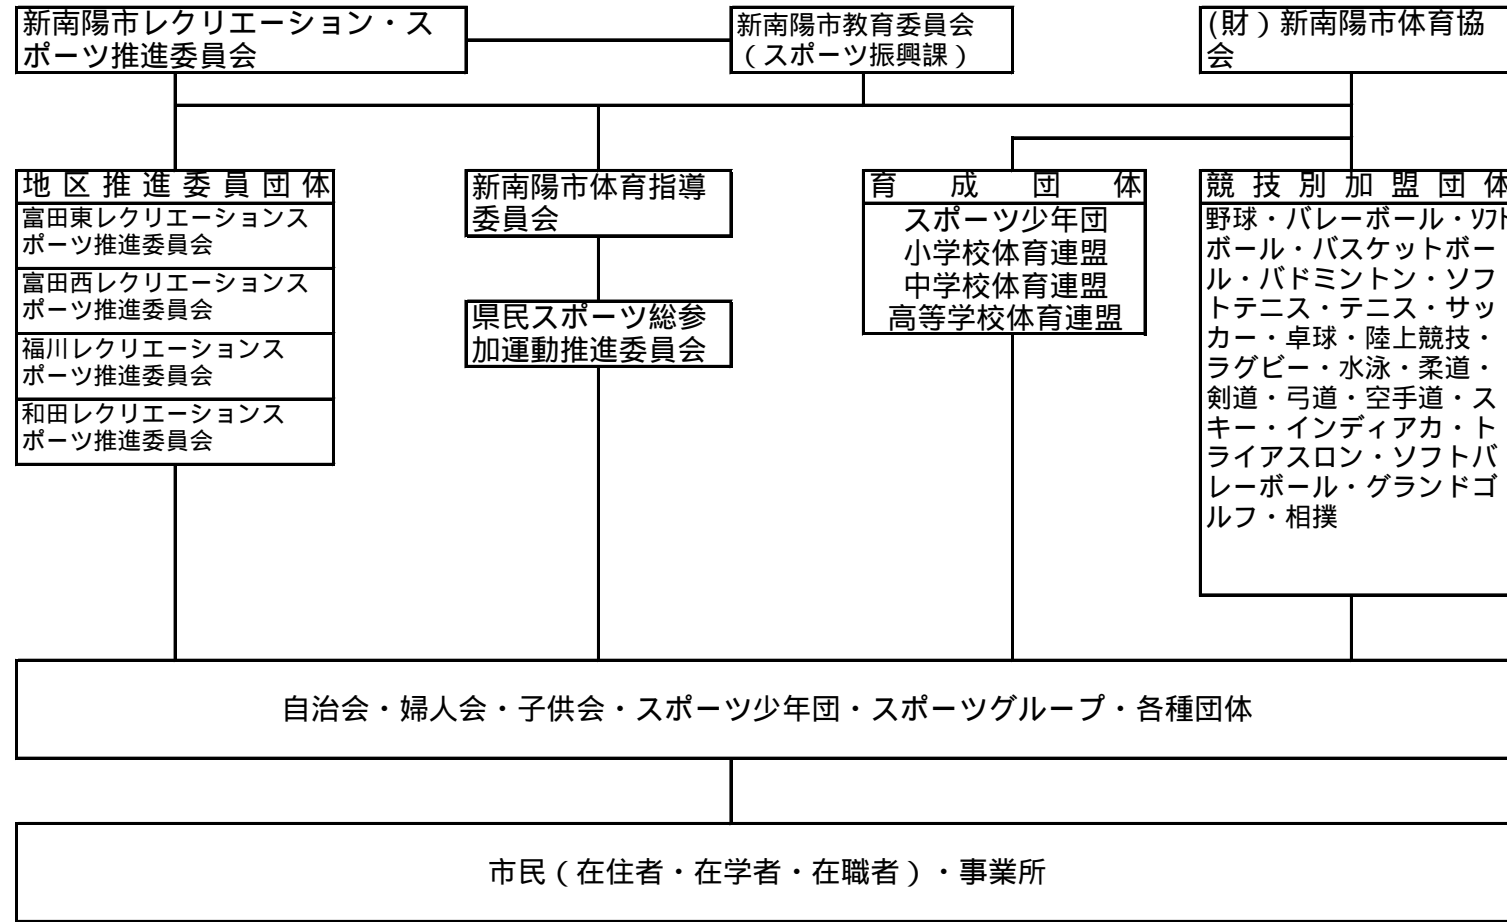 新南陽市レクリエーション・ス
ポーツ推進委員会
新南陽市教育委員会
（スポーツ振興課）
(財）新南陽市体育協
会
地区推進委員団体
富田東レクリエーションス
ポーツ推進委員会
富田西レクリエーションス
ポーツ推進委員会
福川レクリエーションス
ポーツ推進委員会
和田レクリエーションス
ポーツ推進委員会
新南陽市体育指導
委員会
県民スポーツ総参
加運動推進委員会
育成団体
スポーツ少年団
小学校体育連盟
中学校体育連盟
高等学校体育連盟
競技別加盟団体
野球・バレーボール・ソフト
ボール・バスケットボー
ル・バドミントン・ソフ
トテニス・テニス・サッ
カー・卓球・陸上競技・
ラグビー・水泳・柔道・
剣道・弓道・空手道・ス
キー・インディアカ・ト
ライアスロン・ソフトバ
レーボール・グランドゴ
ルフ・相撲
自治会・婦人会・子供会・スポーツ少年団・スポーツグループ・各種団体
市民（在住者・在学者・在職者）・事業所